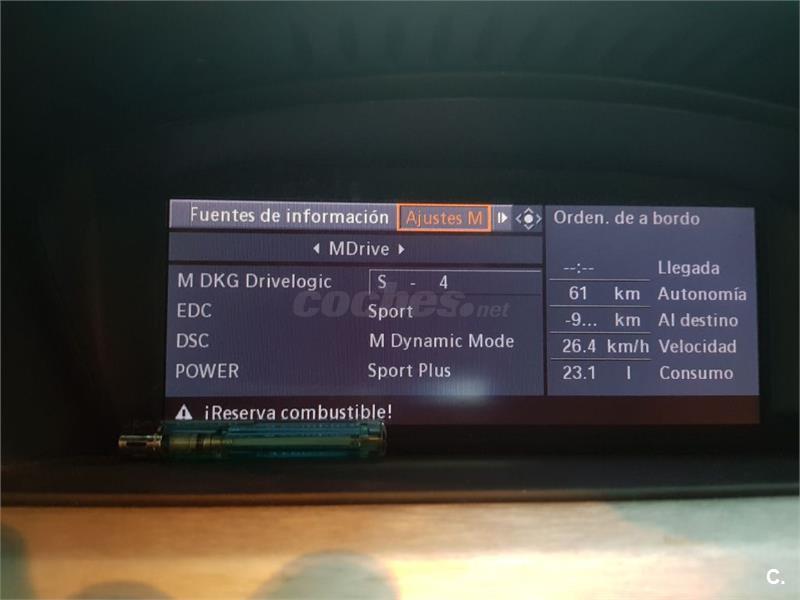 Fuentes de información Ajustes M
MDrive
M DKG Drivelogic S - 4
EDC Sport
DSC M Dynamic Mode
POWER Sport Plus
¡Reserva combustible!
Orden. de a bordo
--:-- Llegada
61 km Autonomía
-9... km Al destino
26.4 km/h Velocidad
23.1 l Consumo
coches.net
C.